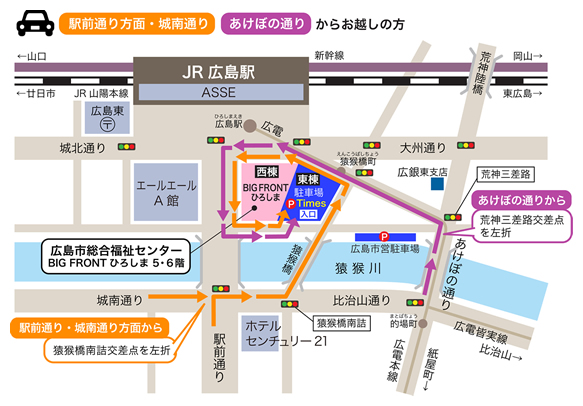 駅前通り方面・城南通り あけぼの通り からお越しの方
←山口
新幹線
岡山→
JR 広島駅
ASSE
←廿日市
JR 山陽本線
東広島→
荒神陸橋
広島東
〒
ひろしまえき
広島駅
広電
城北通り
えんこうばしちょう
猿猴橋町
大州通り
広銀東支店
荒神三差路
エールエール
A 館
西棟
BIG FRONT
ひろしま
東棟
駐車場
P Times
入口
あけぼの通りから
荒神三差路交差点
を左折
広島市総合福祉センター
BIG FRONT ひろしま 5・6 階
猿猴橋
P
広島市営駐車場
猿猴川
あけぼの通り
城南通り
比治山通り
駅前通り・城南通り方面から
猿猴橋南詰交差点を左折
駅前通り
ホテル
センチュリー 21
猿猴橋南詰
まとばちょう
的場町
広電皆実線
比治山→
広電本線
紙屋町→